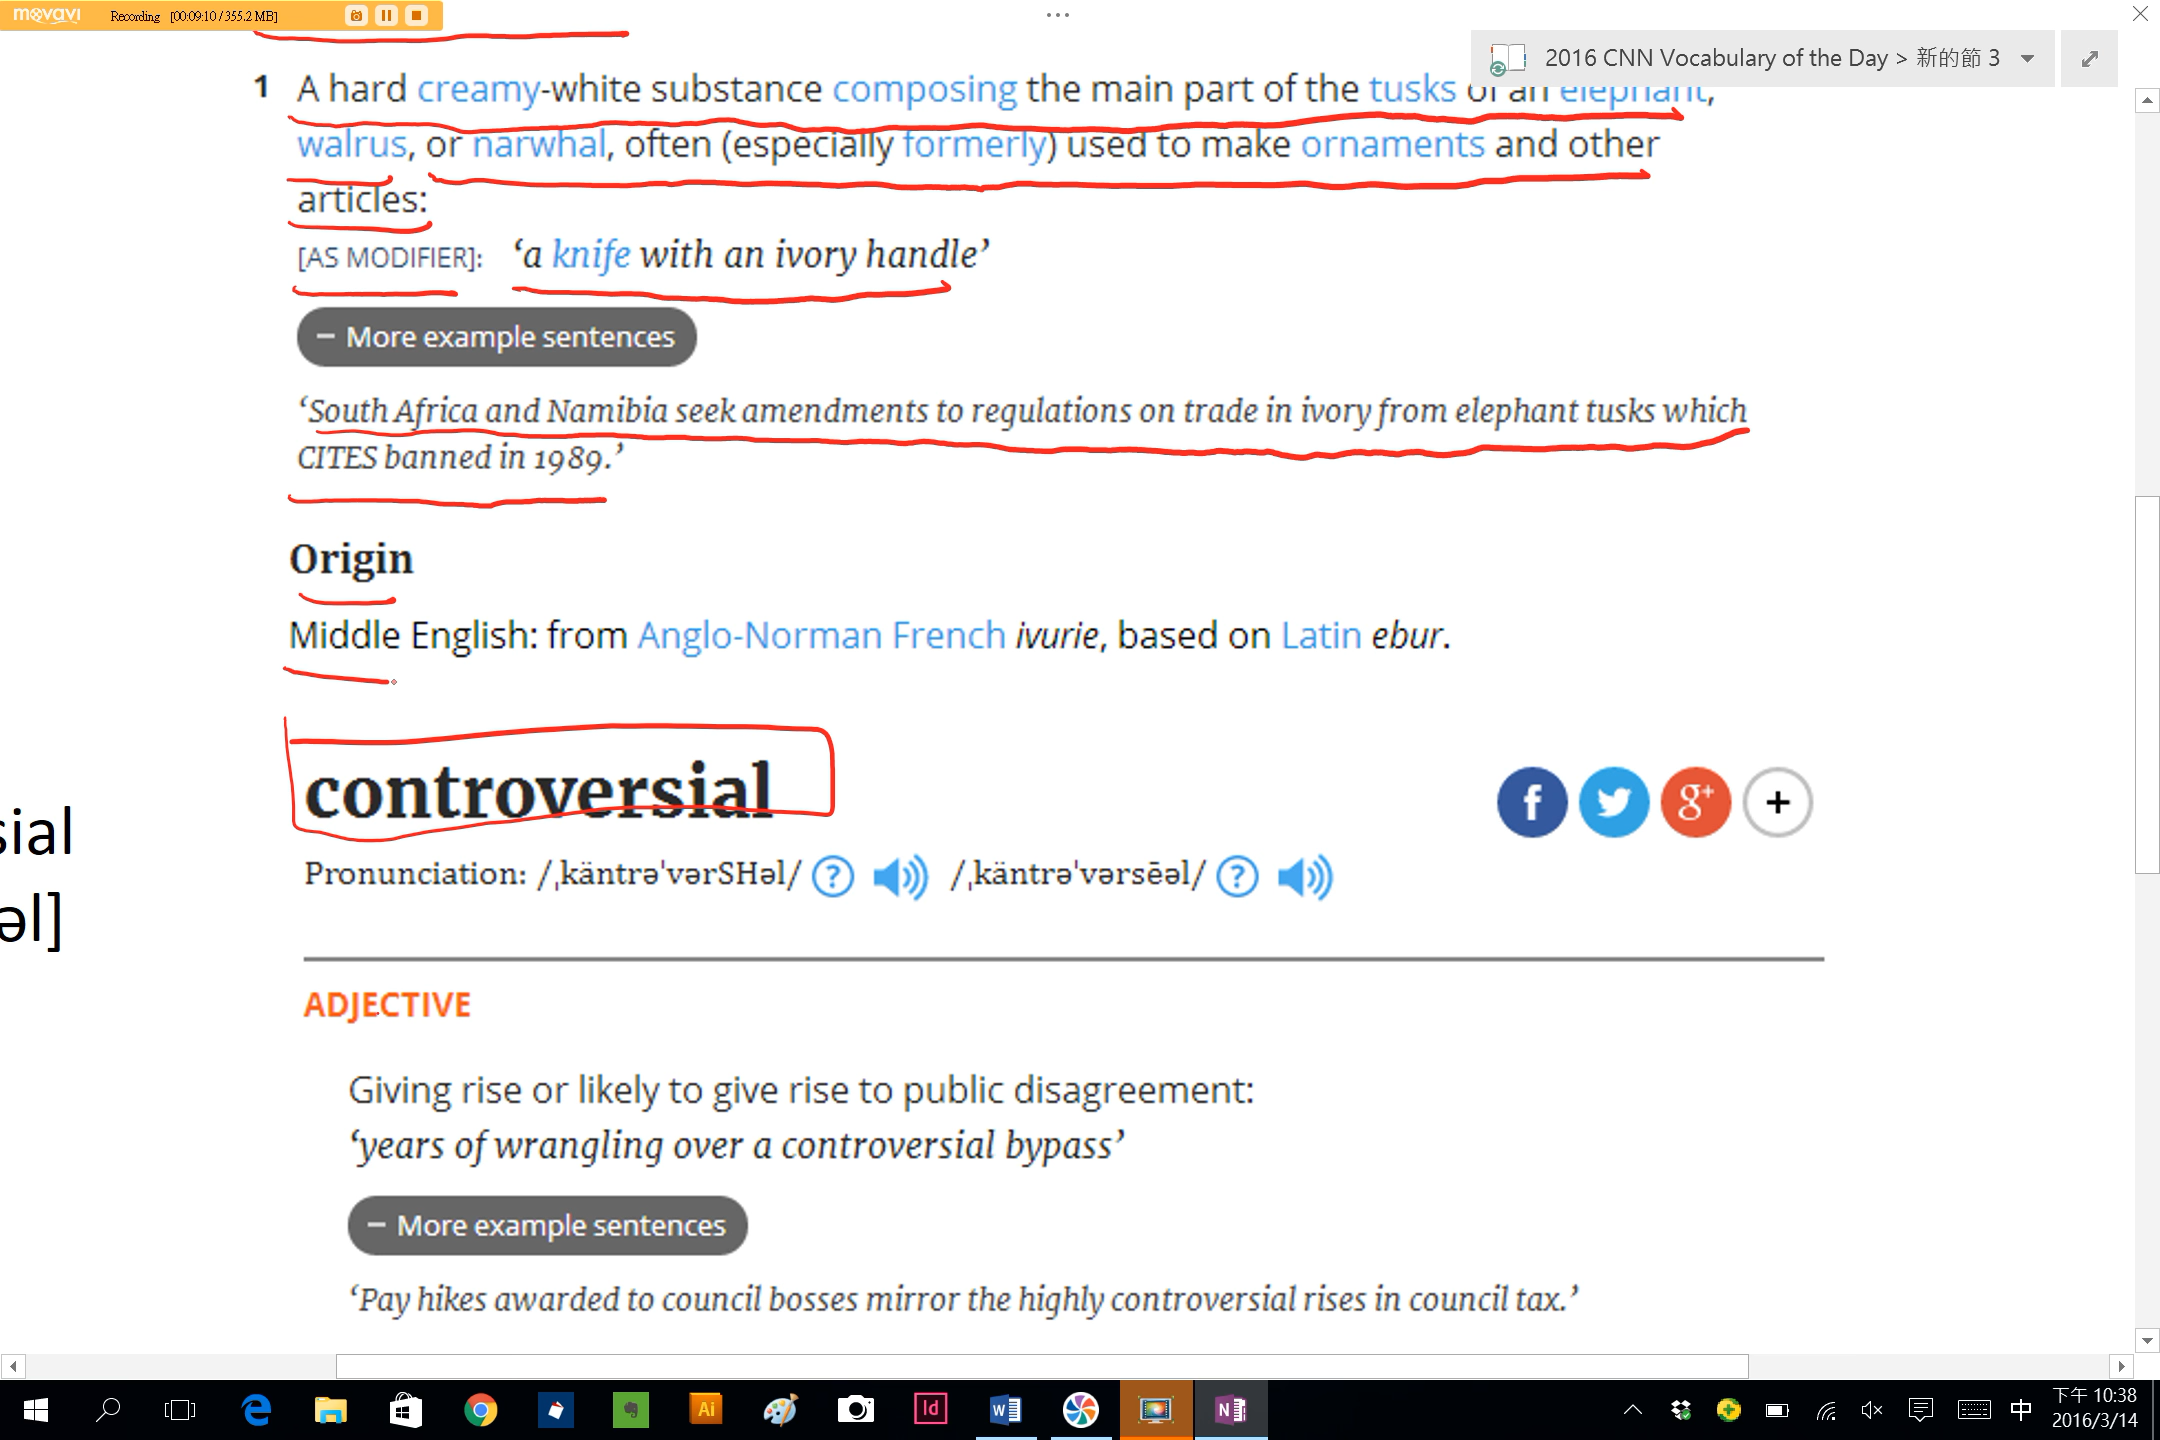 movavi Recording [00:09:10 / 355.2 MB]
2016 CNN Vocabulary of the Day > 新的節 3
1 A hard creamy-white substance composing the main part of the tusks of an elephant,
walrus, or narwhal, often (especially formerly) used to make ornaments and other
articles:
[AS MODIFIER]: ‘a knife with an ivory handle’
– More example sentences
‘South Africa and Namibia seek amendments to regulations on trade in ivory from elephant tusks which
CITES banned in 1989.’
Origin
Middle English: from Anglo-Norman French ivurie, based on Latin ebur.
controversial
sial
Pronunciation: /ˌkäntrəˈvərSHəl/ ? /ˌkäntrəˈvərsēəl/ ?
əl]
ADJECTIVE
Giving rise or likely to give rise to public disagreement:
‘years of wrangling over a controversial bypass’
– More example sentences
‘Pay hikes awarded to council bosses mirror the highly controversial rises in council tax.’
中
下午 10:38
2016/3/14